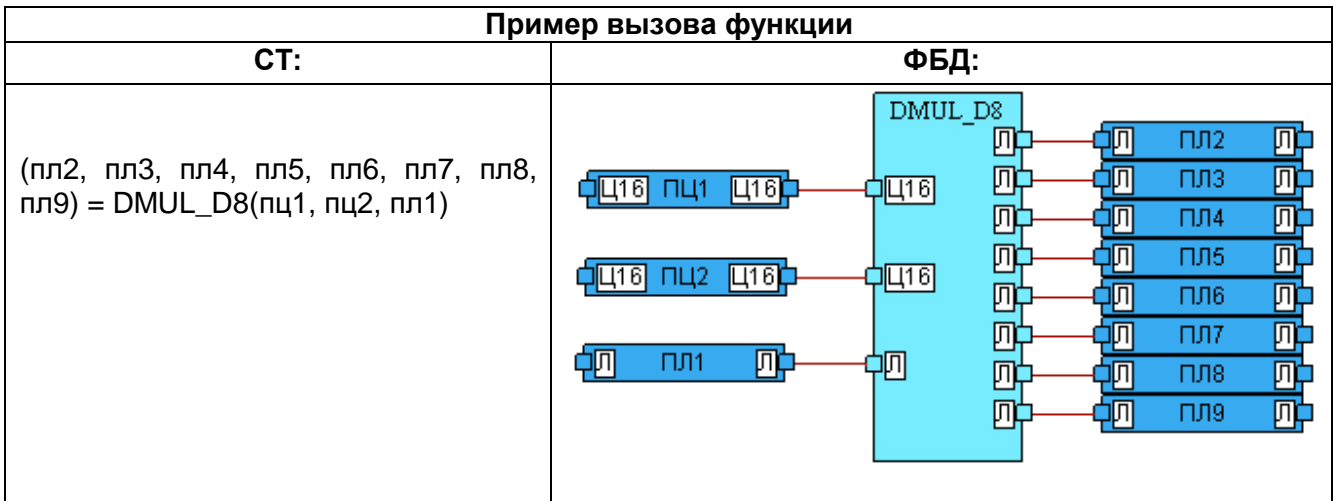 Пример вызова функции
СТ:
ФБД:
(пл2, пл3, пл4, пл5, пл6, пл7, пл8,
пл9) = DMUL_D8(пц1, пц2, пл1)
DMUL_D8
Л Л ПЛ2 Л
Ц16 ПЦ1 Ц16 Ц16 Л Л ПЛ3 Л
Л Л ПЛ4 Л
Л Л ПЛ5 Л
Ц16 ПЦ2 Ц16 Ц16 Л Л ПЛ6 Л
Л Л ПЛ7 Л
Л ПЛ1 Л Л Л Л ПЛ8 Л
Л Л ПЛ9 Л